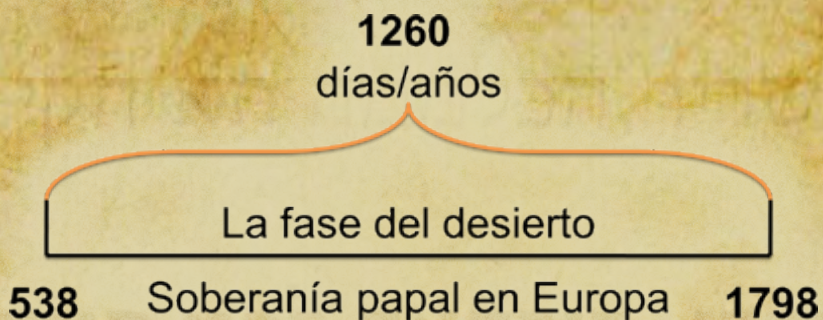 1260
días/años
La fase del desierto
538 Soberanía papal en Europa 1798